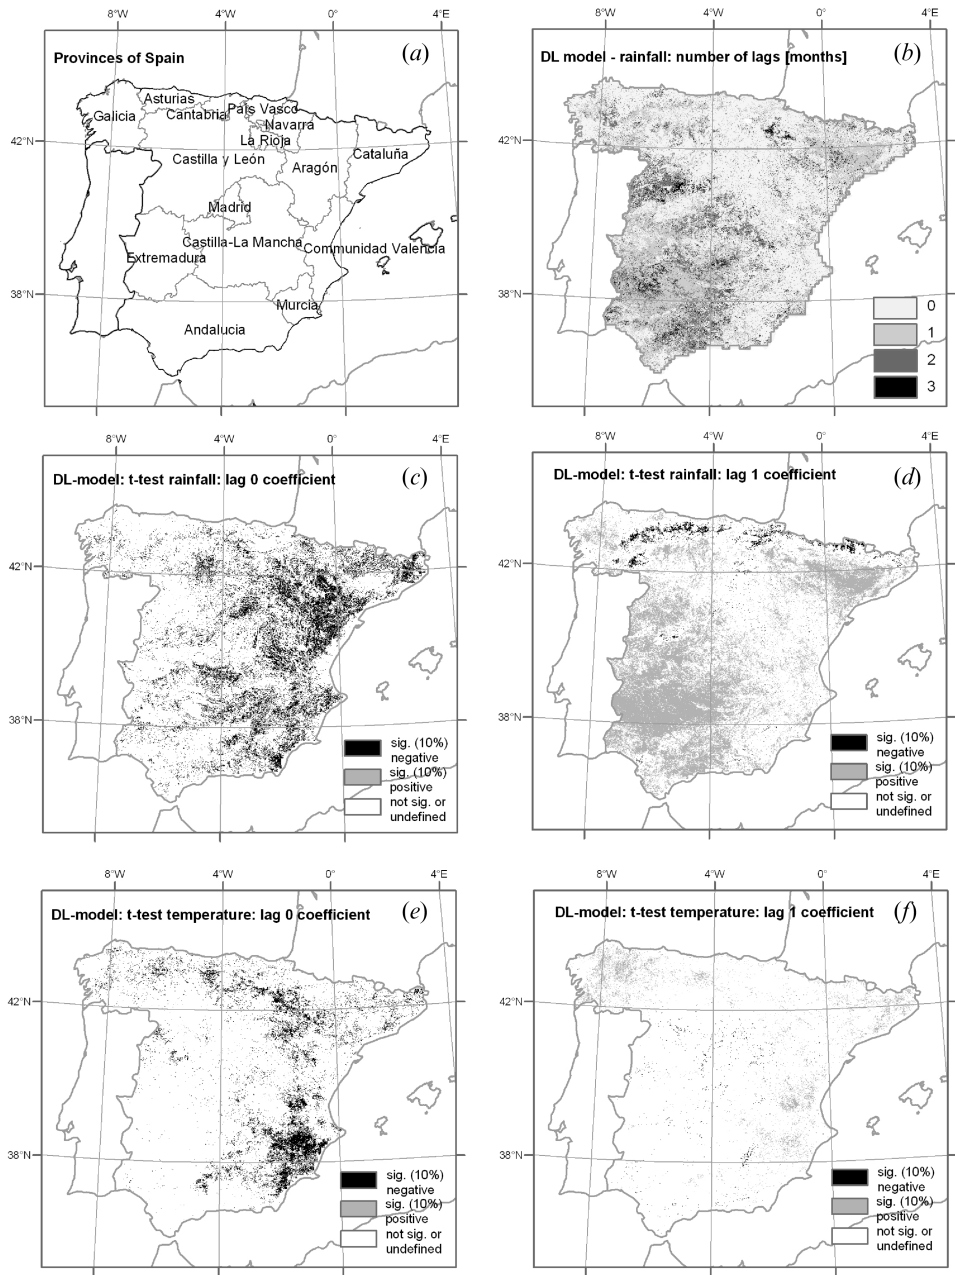 8°W 4°W 0° 4°E
Provinces of Spain (a)
Asturias
Cantabria
País Vasco
Galicia
Navarra
La Rioja
42°N
Castilla y León
Aragón
Cataluña
Madrid
Castilla-La Mancha
Communidad Valencia
Extremadura
38°N
Murcia
Andalucia
8°W 4°W 0° 4°E
DL model - rainfall: number of lags [months] (b)
42°N
38°N
0
1
2
3
8°W 4°W 0° 4°E
DL-model: t-test rainfall: lag 0 coefficient (c)
42°N
38°N
sig. (10%)
negative
sig. (10%)
positive
not sig. or
undefined
8°W 4°W 0° 4°E
DL-model: t-test rainfall: lag 1 coefficient (d)
42°N
38°N
sig. (10%)
negative
sig. (10%)
positive
not sig. or
undefined
8°W 4°W 0° 4°E
DL-model: t-test temperature: lag 0 coefficient (e)
42°N
38°N
sig. (10%)
negative
sig. (10%)
positive
not sig. or
undefined
8°W 4°W 0° 4°E
DL-model: t-test temperature: lag 1 coefficient (f)
42°N
38°N
sig. (10%)
negative
sig. (10%)
positive
not sig. or
undefined